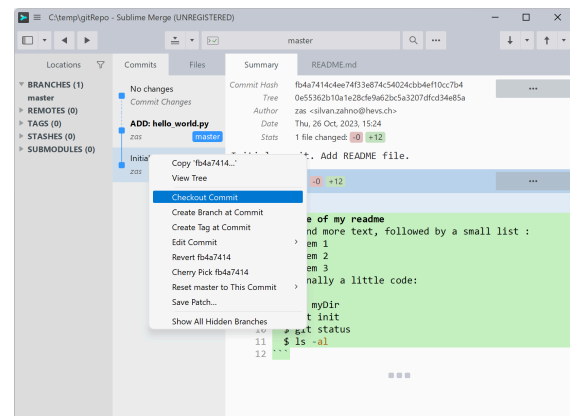 C:\temp\gitRepo - Sublime Merge (UNREGISTERED)
master
Locations
Commits
Files
Summary
README.md
BRANCHES (1)
master
REMOTES (0)
TAGS (0)
STASHES (0)
SUBMODULES (0)
No changes
Commit Changes
ADD: hello_world.py
zas master
Initial
zas
Commit Hash fb4a7414c4ee74f33e874c54024cbb4ef10cc7b4
Tree 0e55362b10a1e28cfe9a62bc5a3207dfcd34e85a
Author zas <silvan.zahno@hevs.ch>
Date Thu, 26 Oct, 2023, 15:24
Stats 1 file changed: -0 +12
it. Add README file.
-0 +12
Copy 'fb4a7414...'
View Tree
Checkout Commit
Create Branch at Commit
Create Tag at Commit
Edit Commit
Revert fb4a7414
Cherry Pick fb4a7414
Reset master to This Commit
Save Patch...
Show All Hidden Branches
e of my readme
nd more text, followed by a small list :
em 1
em 2
em 3
nally a little code:
myDir
t init
10 $ git status
11 $ ls -al
12 ```